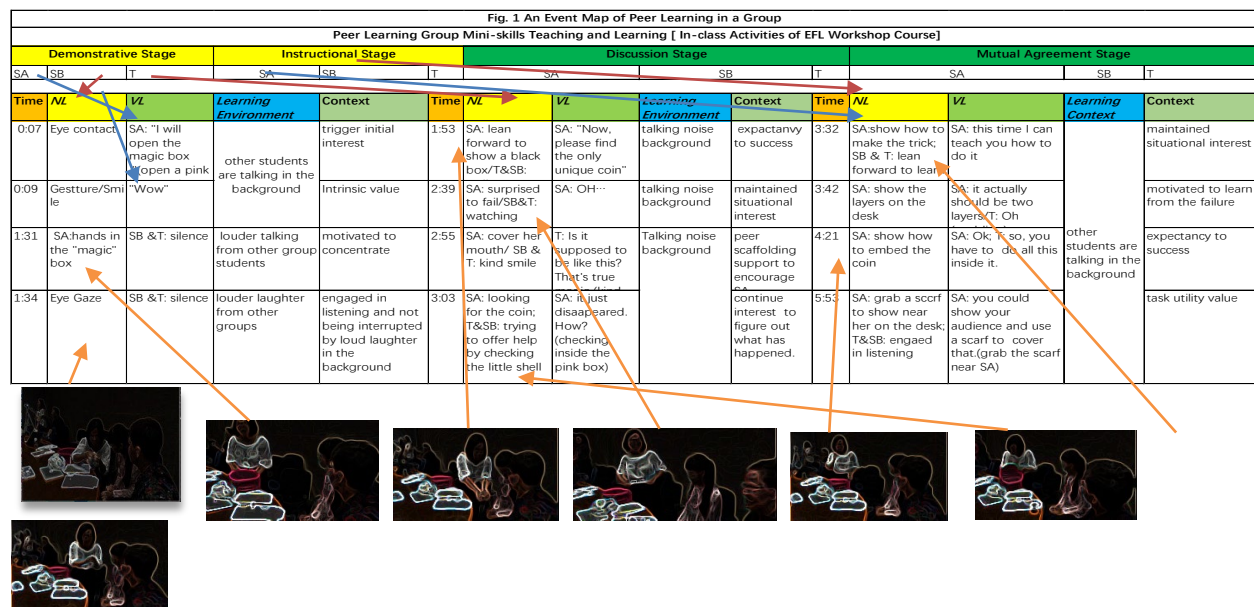 Fig. 1 An Event Map of Peer Learning in a Group
Peer Learning Group Mini-skills Teaching and Learning [ In-class Activities of EFL Workshop Course]
Demonstrative Stage Instructional Stage Discussion Stage Mutual Agreement Stage
SA SB T SA SB T SA SB T SA SB T
Time NL VL Learning Environment Context Time NL VL Learning Environment Context Time NL VL Learning Context Context
0:07
Eye contact
SA: "I will
open the
magic box
(open a pink
other students
are talking in the
background
trigger initial
interest
1:53
SA: lean
forward to
show a black
box/T&SB:
SA: "Now,
please find
the only
unique coin"
talking noise
background
expectanvy
to success
3:32
SA:show how to
make the trick;
SB & T: lean
forward to learn
SA: this time I can
teach you how to
do it
other
students are
talking in the
background
maintained
situational interest
0:09
Gestture/Smi
le
"Wow"
Intrinsic value
2:39
SA: surprised
to fail/SB&T:
watching
SA: OH…
talking noise
background
maintained
situational
interest
3:42
SA: show the
layers on the
desk
SA: it actually
should be two
layers/T: Oh
motivated to learn
from the failure
1:31
SA:hands in
the "magic"
box
SB &T: silence
louder talking
from other group
students
motivated to
concentrate
2:55
SA: cover her
mouth/ SB &
T: kind smile
T: Is it
supposed to
be like this?
That's true
Talking noise
background
peer
scaffolding
support to
encourage
4:21
SA: show how
to embed the
coin
SA: Ok; T: so, you
have to do all this
inside it.
expectancy to
success
1:34
Eye Gaze
SB &T: silence
louder laughter
from other
groups
engaged in
listening and not
being interrupted
by loud laughter
in the
background
3:03
SA: looking
for the coin;
T&SB: trying
to offer help
by checking
the little shell
SA: it just
disaapeared.
How?
(checking
inside the
pink box)
continue
interest to
figure out
what has
happened.
5:53
SA: grab a sccrf
to show near
her on the desk;
T&SB: engaed
in listening
SA: you could
show your
audience and use
a scarf to cover
that.(grab the scarf
near SA)
task utility value